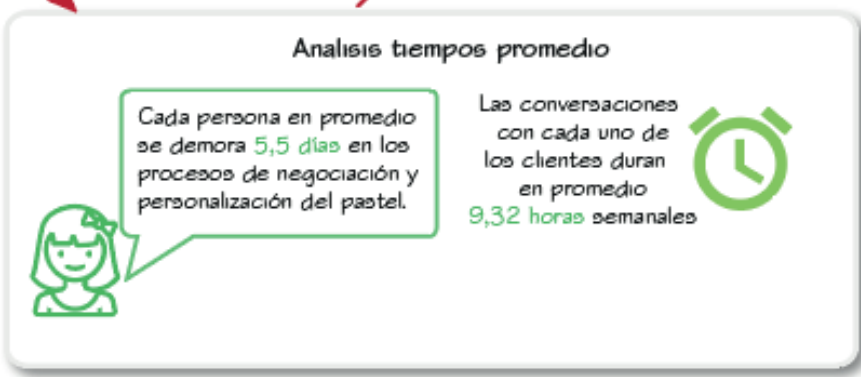 Analisis tiempos promedio
Cada persona en promedio
se demora 5,5 días en los
procesos de negociación y
personalización del pastel.
Las conversaciones
con cada uno de
los clientes duran
en promedio
9,32 horas semanales